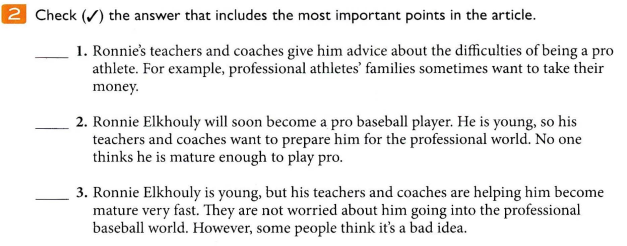 2 Check (✓) the answer that includes the most important points in the article.
____ 1. Ronnie's teachers and coaches give him advice about the difficulties of being a pro
athlete. For example, professional athletes' families sometimes want to take their
money.
____ 2. Ronnie Elkhouly will soon become a pro baseball player. He is young, so his
teachers and coaches want to prepare him for the professional world. No one
thinks he is mature enough to play pro.
____ 3. Ronnie Elkhouly is young, but his teachers and coaches are helping him become
mature very fast. They are not worried about him going into the professional
baseball world. However, some people think it's a bad idea.